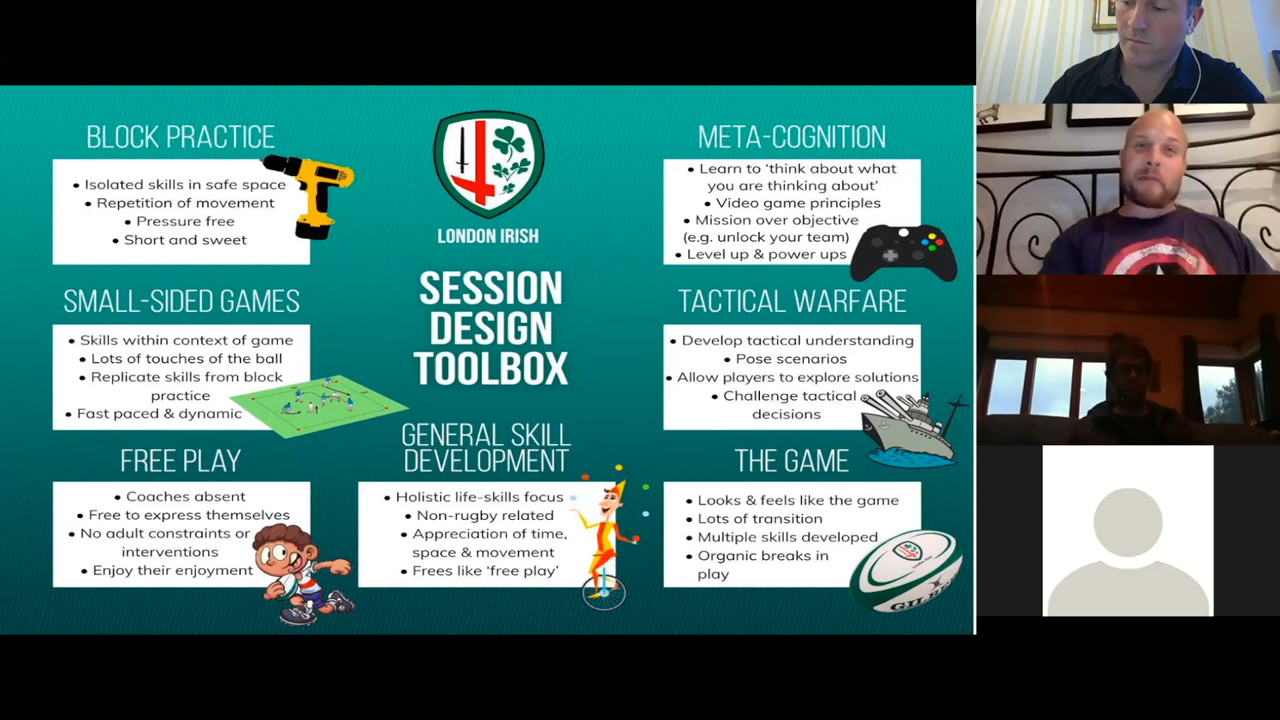 BLOCK PRACTICE
• Isolated skills in safe space
• Repetition of movement
• Pressure free
• Short and sweet
SMALL-SIDED GAMES
• Skills within context of game
• Lots of touches of the ball
• Replicate skills from block
practice
• Fast paced & dynamic
FREE PLAY
• Coaches absent
• Free to express themselves
• No adult constraints or
interventions
• Enjoy their enjoyment
LONDON IRISH
SESSION
DESIGN
TOOLBOX
GENERAL SKILL
DEVELOPMENT
• Holistic life-skills focus
• Non-rugby related
• Appreciation of time,
space & movement
• Frees like 'free play'
META-COGNITION
• Learn to 'think about what
you are thinking about'
• Video game principles
• Mission over objective
(e.g. unlock your team)
• Level up & power ups
TACTICAL WARFARE
• Develop tactical understanding
• Pose scenarios
• Allow players to explore solutions
• Challenge tactical
decisions
THE GAME
• Looks & feels like the game
• Lots of transition
• Multiple skills developed
• Organic breaks in
play